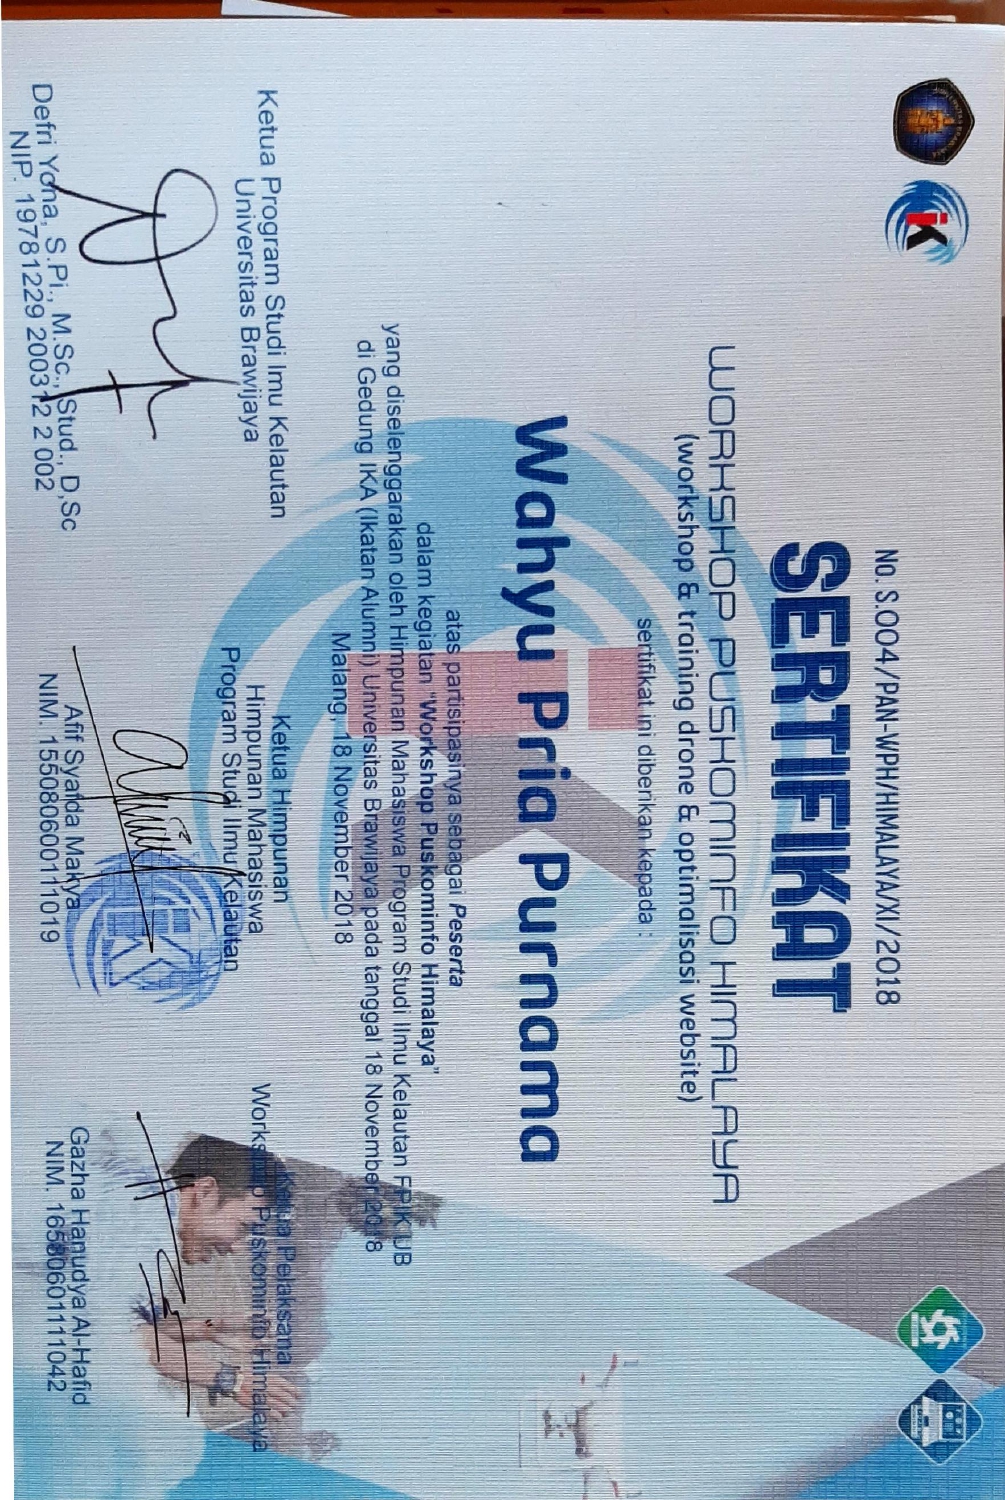 No. S.004/PAN-WPH/HIMALAYA/XI/2018
SERTIFIKAT
WORKSHOP PUSKOMINFO HIMALAYA
(workshop & training drone & optimalisasi website)
sertifikat ini diberikan kepada :
Wahyu Pria Purnama
atas partisipasinya sebagai Peserta
dalam kegiatan "Workshop Puskominfo Himalaya"
yang diselenggarakan oleh Himpunan Mahasiswa Program Studi Ilmu Kelautan FPIK UB
di Gedung IKA (Ikatan Alumni) Universitas Brawijaya pada tanggal 18 November 2018
Malang, 18 November 2018
Ketua Program Studi Imu Kelautan
Universitas Brawijaya
Defri Yona, S.Pi., M.Sc., Stud., D,Sc
NIP. 19781229 200312 2 002
Ketua Himpunan
Himpunan Mahasiswa
Program Studi Ilmu Kelautan
Afif Syaida Makya
NIM. 155080600111019
Ketua Pelaksana
Workshop Puskominfo Himalaya
Gazha Hanudya Al-Hafid
NIM. 165080601111042